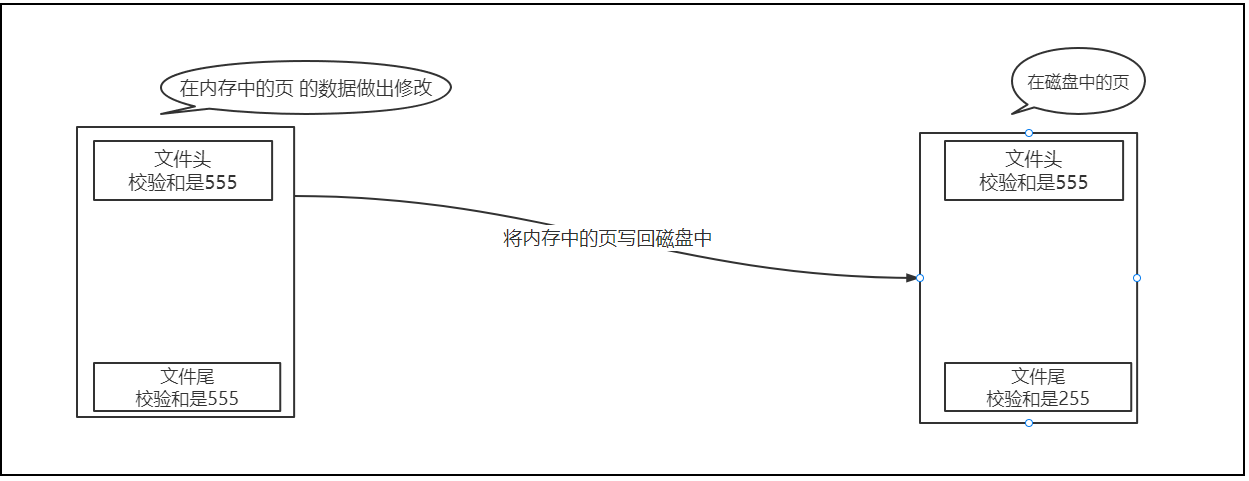 在内存中的页 的数据做出修改
在磁盘中的页
文件头
校验和是555
文件头
校验和是555
将内存中的页写回磁盘中
文件尾
校验和是555
文件尾
校验和是255